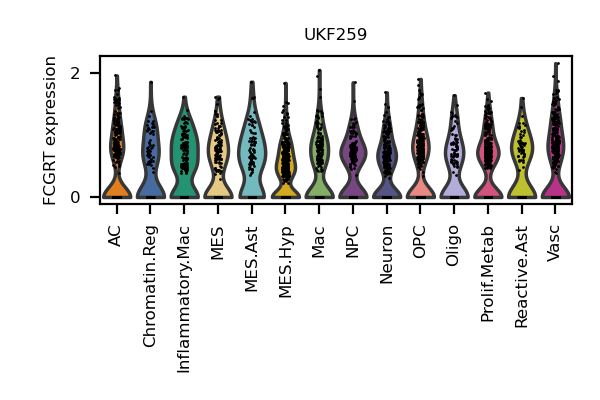 UKF259
FCGRT expression
2
0
AC
Chromatin.Reg
Inflammatory.Mac
MES
MES.Ast
MES.Hyp
Mac
NPC
Neuron
OPC
Oligo
Prolif.Metab
Reactive.Ast
Vasc